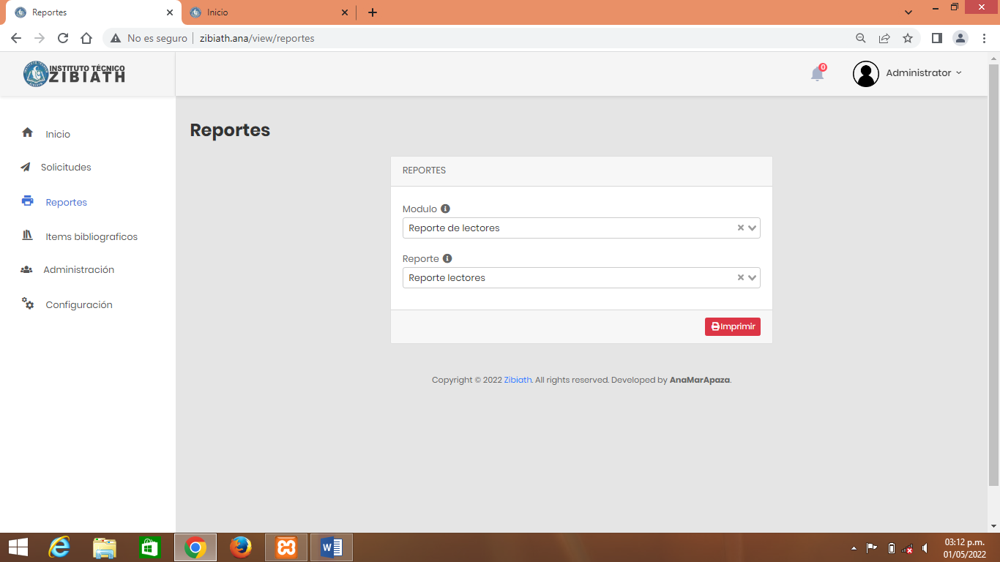 Reportes
Inicio
No es seguro
zibiath.ana/view/reportes
INSTITUTO TÉCNICO
ZIBIATH
0
Administrator
Inicio
Solicitudes
Reportes
Items bibliograficos
Administración
Configuración
Reportes
REPORTES
Modulo
Reporte de lectores
Reporte
Reporte lectores
Imprimir
Copyright © 2022 Zibiath. All rights reserved. Developed by AnaMarApaza.
03:12 p.m.
01/05/2022